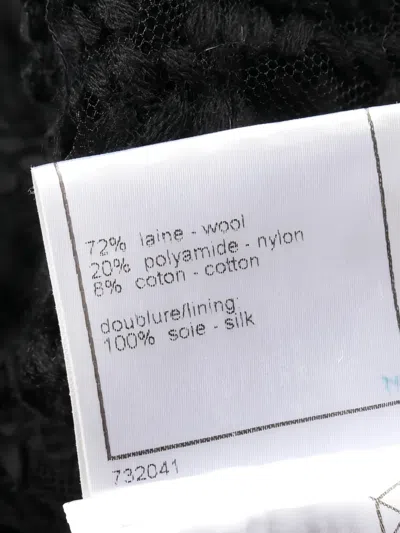 72% laine - wool
20% polyamide - nylon
8% coton - cotton
doublure/lining:
100% soie - silk
732041